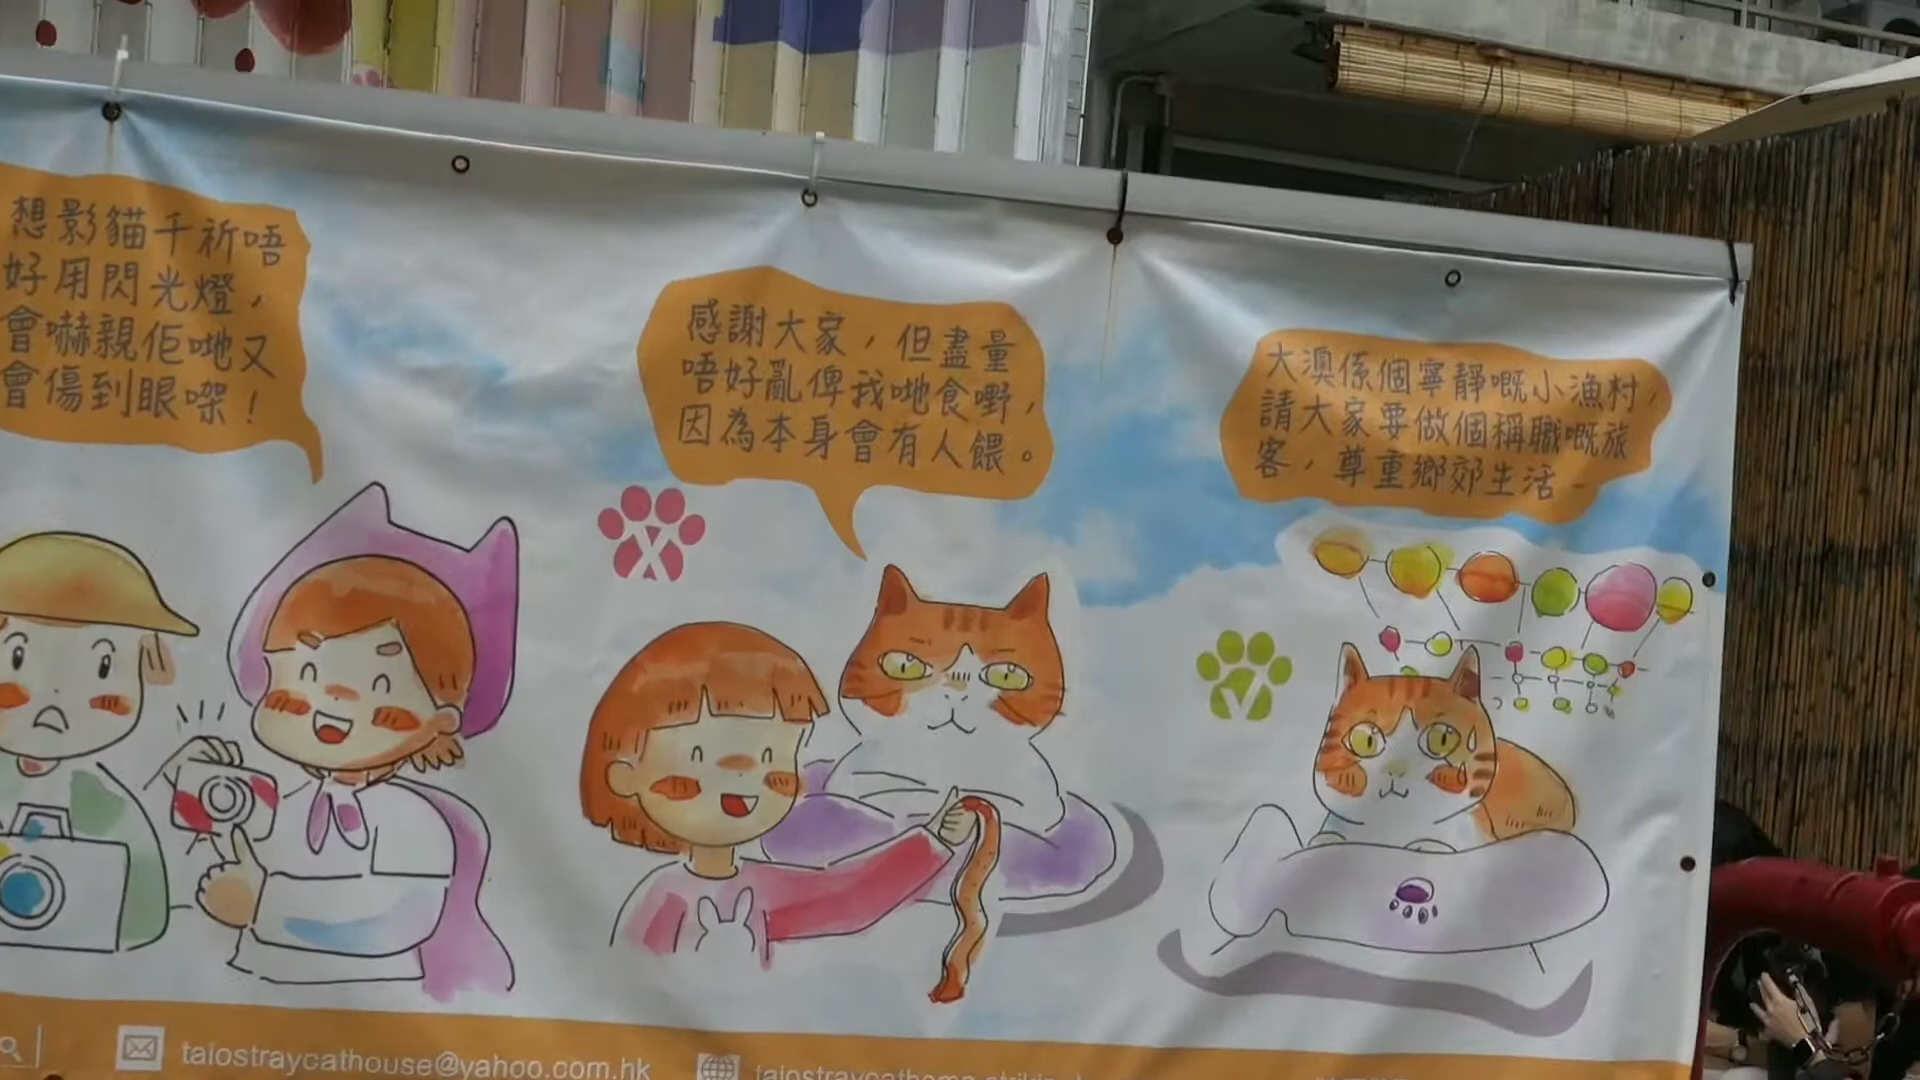 想影貓千祈唔
好用閃光燈，
會嚇親佢哋又
會傷到眼㗎！
感謝大家，但盡量
唔好亂俾我哋食嘢，
因為本身會有人餵。
大澳係個寧靜嘅小漁村，
請大家要做個稱職嘅旅
客，尊重鄉郊生活
taiostraycathouse@yahoo.com.hk